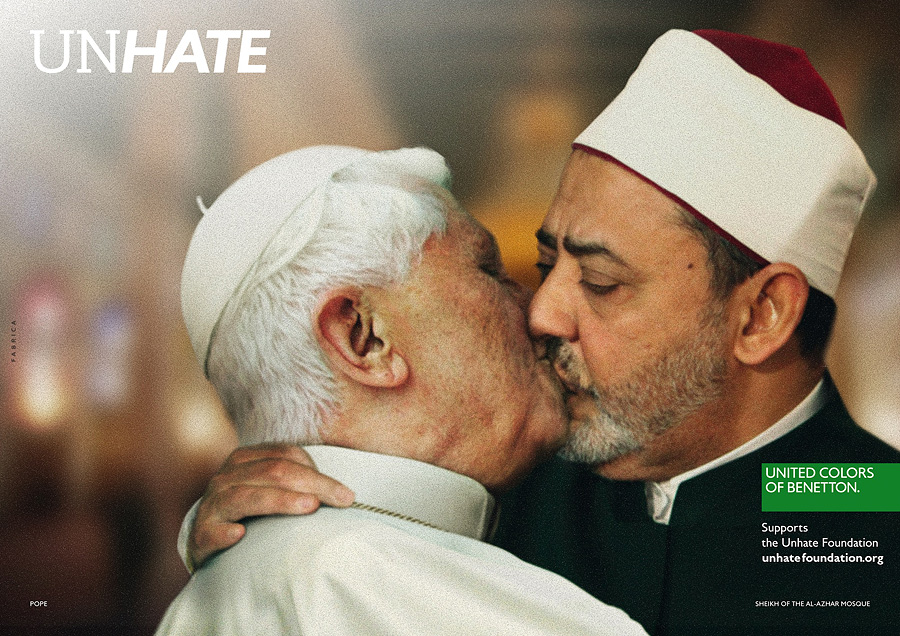 UNHATE
FABRICA
UNITED COLORS
OF BENETTON.
Supports
the Unhate Foundation
unhatefoundation.org
POPE
SHEIKH OF THE AL-AZHAR MOSQUE